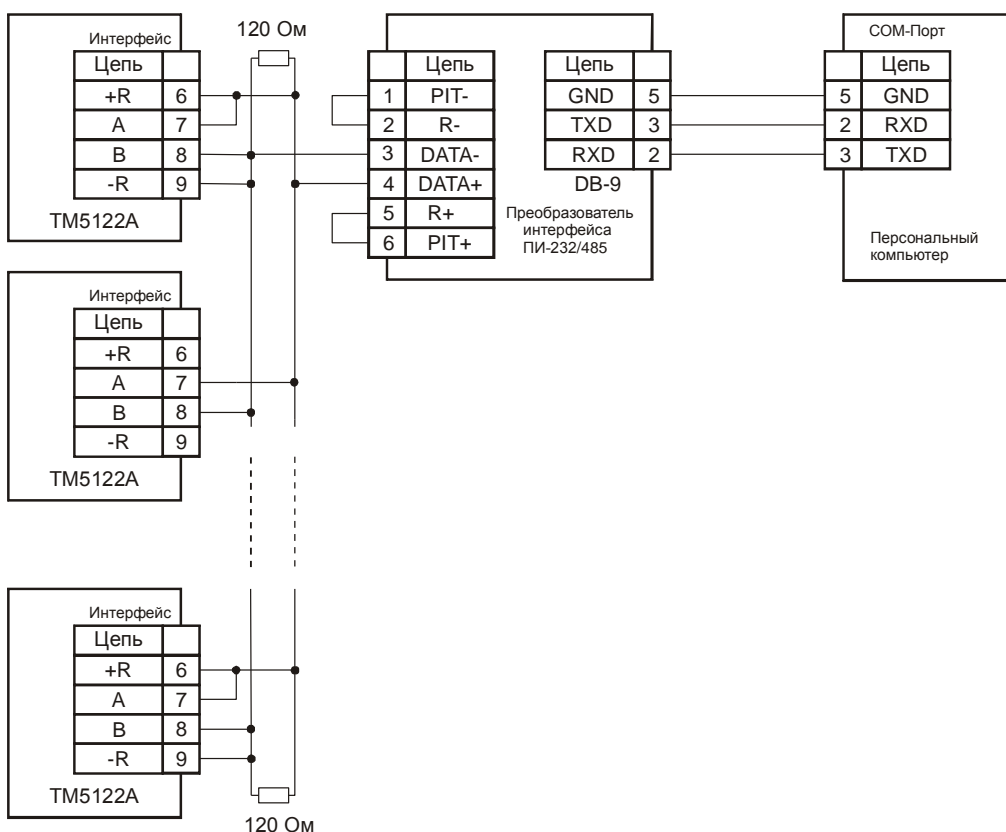 120 Ом
Интерфейс
Цепь
+R 6
A 7
B 8
-R 9
TM5122A
Цепь
1 PIT-
2 R-
3 DATA-
4 DATA+
5 R+
6 PIT+
Цепь
GND 5
TXD 3
RXD 2
DB-9
Преобразователь
интерфейса
ПИ-232/485
COM-Порт
Цепь
5 GND
2 RXD
3 TXD
Персональный
компьютер
Интерфейс
Цепь
+R 6
A 7
B 8
-R 9
TM5122A
Интерфейс
Цепь
+R 6
A 7
B 8
-R 9
TM5122A
120 Ом